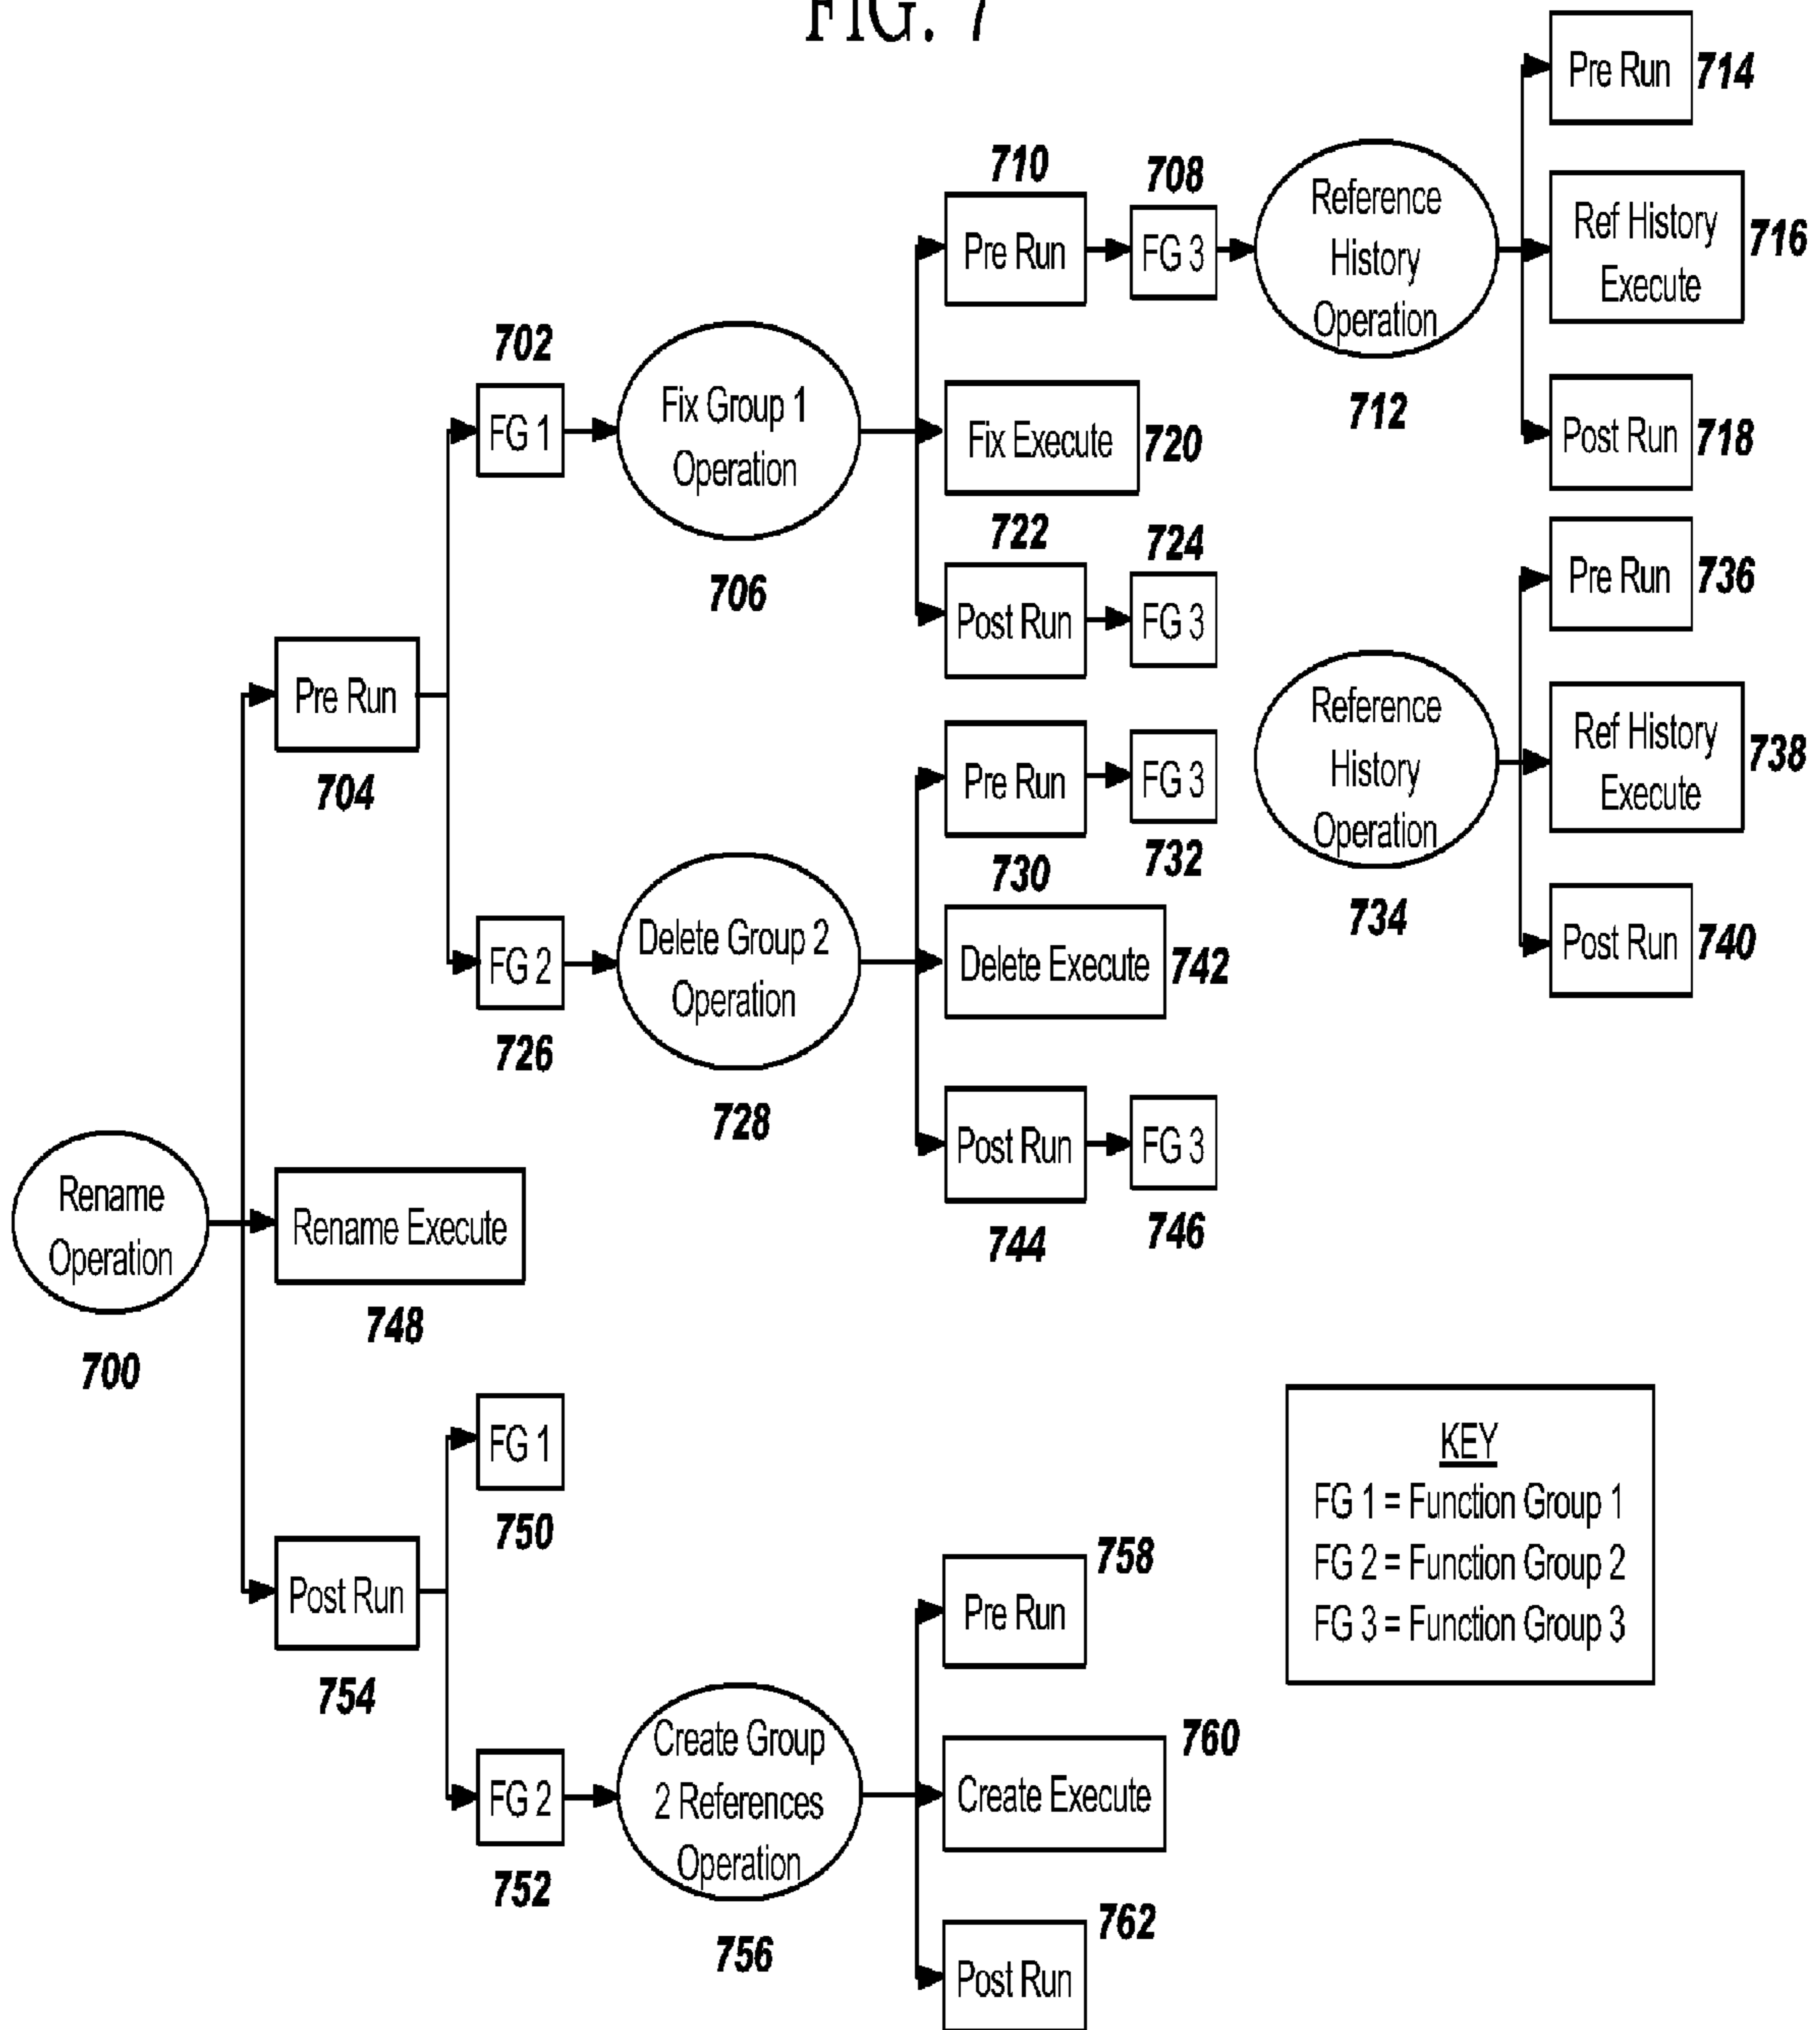 FIG. 7
Pre Run
714
710
708
Reference
History
Operation
Pre Run
FG 3
Ref History
Execute
716
702
712
FG 1
Fix Group 1
Operation
Fix Execute
720
Post Run
718
706
722
724
Post Run
FG 3
Pre Run
736
Pre Run
704
Pre Run
FG 3
730
732
Reference
History
Operation
Ref History
Execute
738
734
FG 2
Delete Group 2
Operation
Delete Execute
742
Post Run
740
726
728
Post Run
FG 3
744
746
Rename
Operation
Rename Execute
748
700
FG 1
750
KEY
FG 1 = Function Group 1
FG 2 = Function Group 2
FG 3 = Function Group 3
Post Run
754
758
Pre Run
FG 2
752
Create Group
2 References
Operation
756
760
Create Execute
762
Post Run